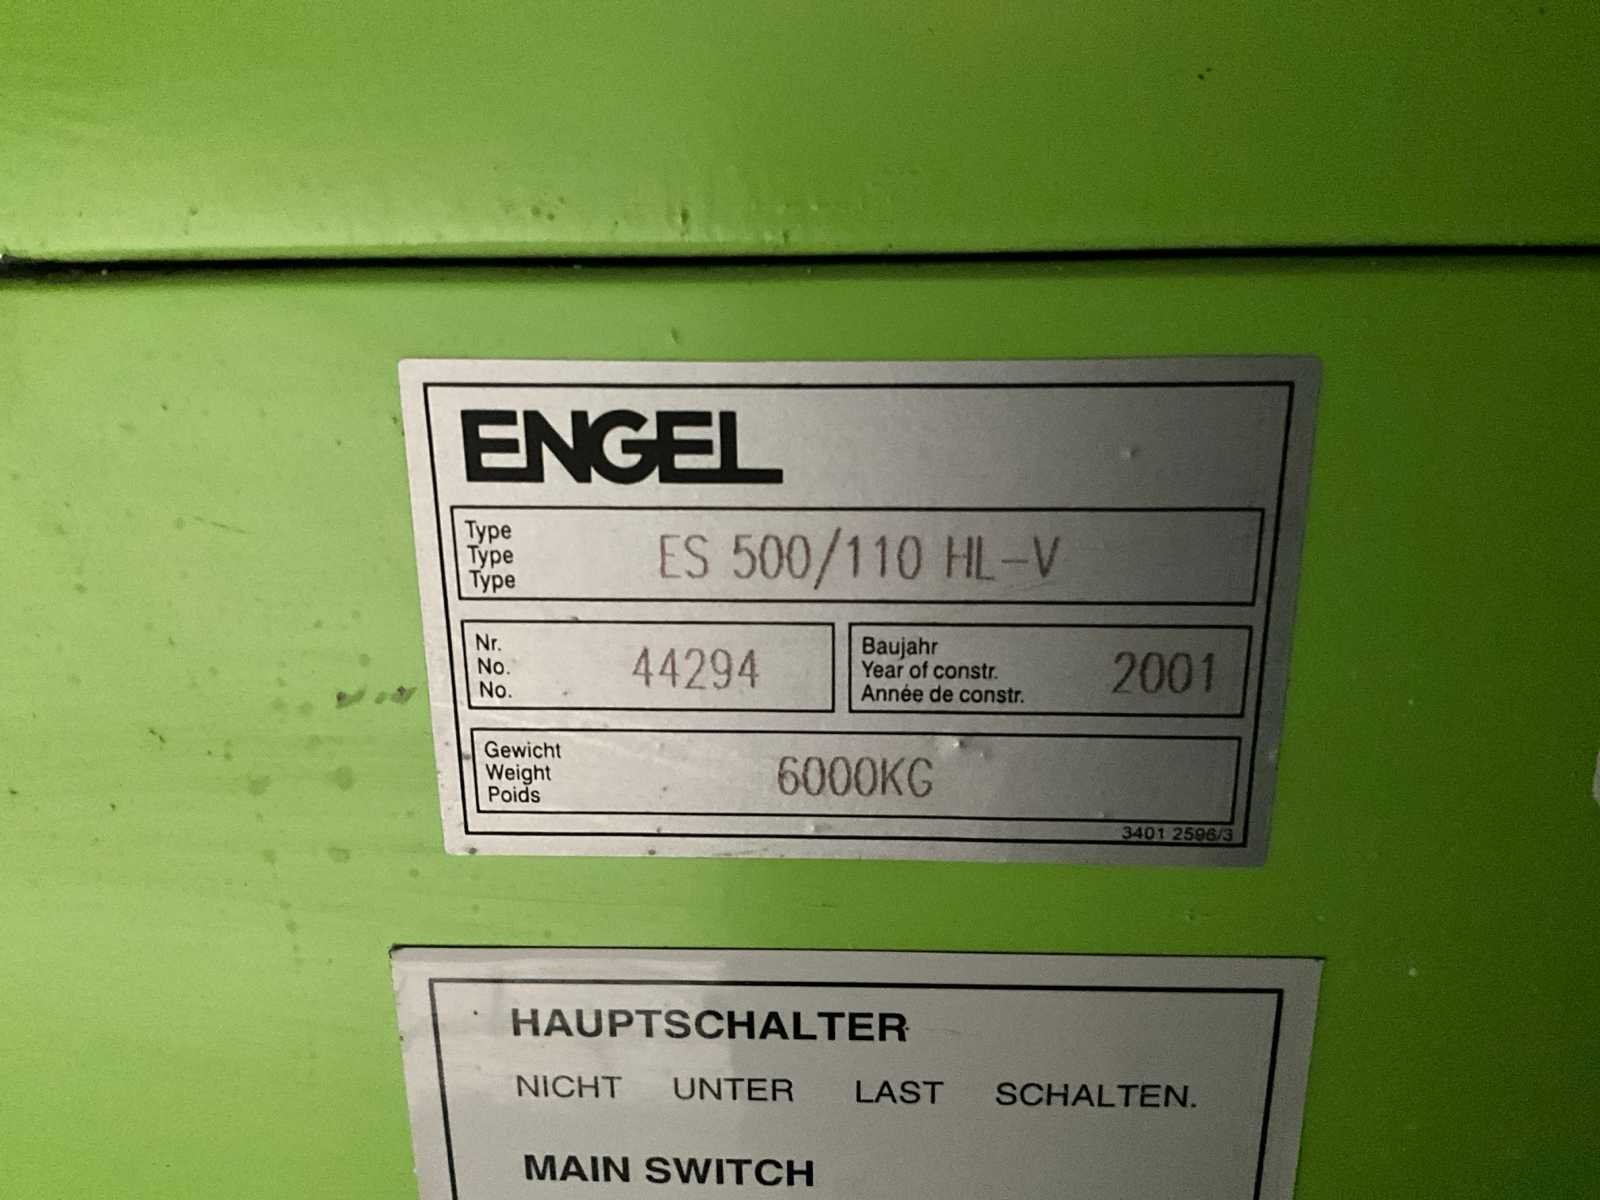 ENGEL
Type
Type
Type
ES 500/110 HL-V
Nr.
No.
No.
44294
Baujahr
Year of constr.
Année de constr.
2001
Gewicht
Weight
Poids
6000KG
3401 2596/3
HAUPTSCHALTER
NICHT UNTER LAST SCHALTEN.
MAIN SWITCH